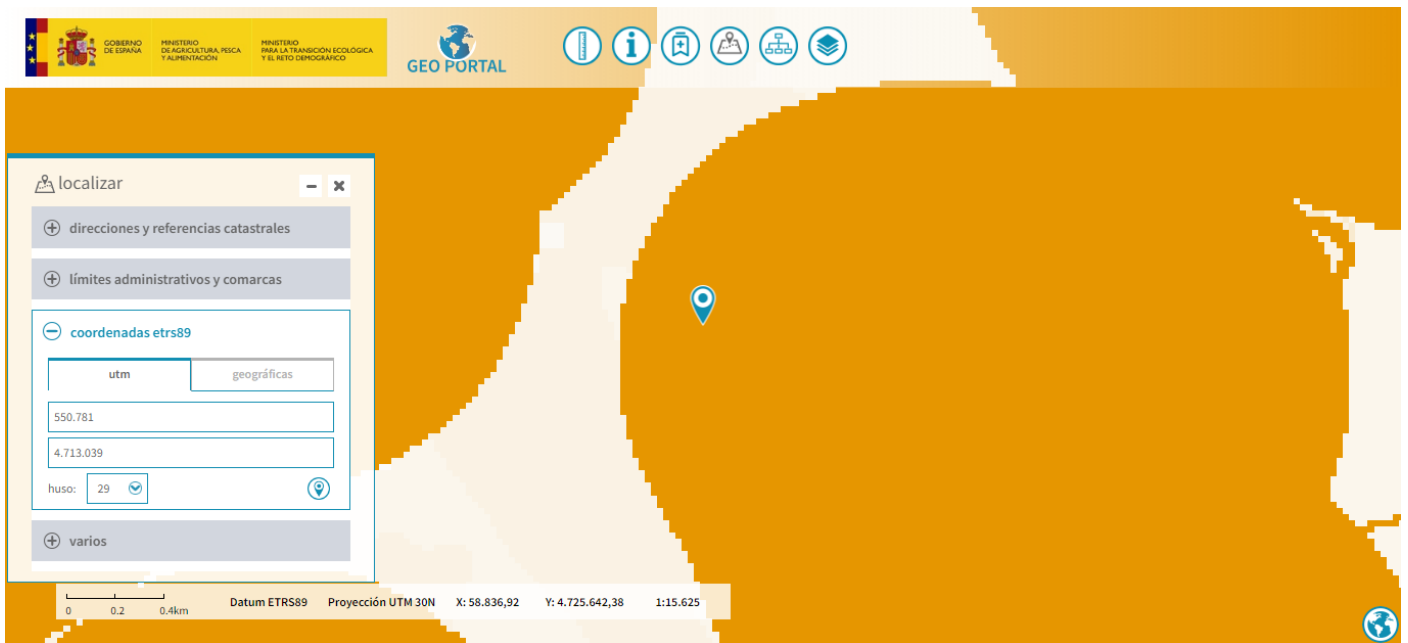 GOBIERNO
DE ESPAÑA
MINISTERIO
DE AGRICULTURA, PESCA
Y ALIMENTACIÓN
MINISTERIO
PARA LA TRANSICIÓN ECOLÓGICA
Y EL RETO DEMOGRÁFICO
GEO PORTAL
localizar
direcciones y referencias catastrales
límites administrativos y comarcas
coordenadas etrs89
utm
geográficas
550.781
4.713.039
huso: 29
varios
0 0.2 0.4km
Datum ETRS89 Proyección UTM 30N X: 58.836,92 Y: 4.725.642,38 1:15.625